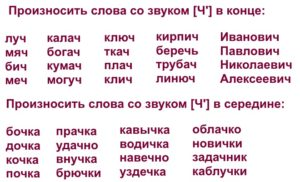 Произносить слова со звуком [Ч'] в конце:
луч калач ключ кирпич Иванович
мяч богач ткач беречь Павлович
бич кумач плач трубач Николаевич
меч могуч клич линюч Алексеевич
Произносить слова со звуком [Ч'] в середине:
бочка прачка кавычка облачко
дочка удачно водичка новички
кочка внучка навечно задачник
почка брючки уздечка каблучки